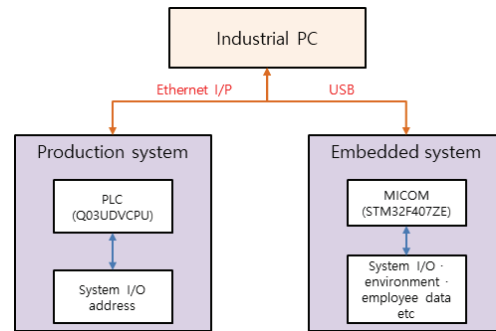 Industrial PC
Ethernet I/P
USB
Production system
PLC
(Q03UDVCPU)
System I/O
address
Embedded system
MICOM
(STM32F407ZE)
System I/O ·
environment ·
employee data
etc